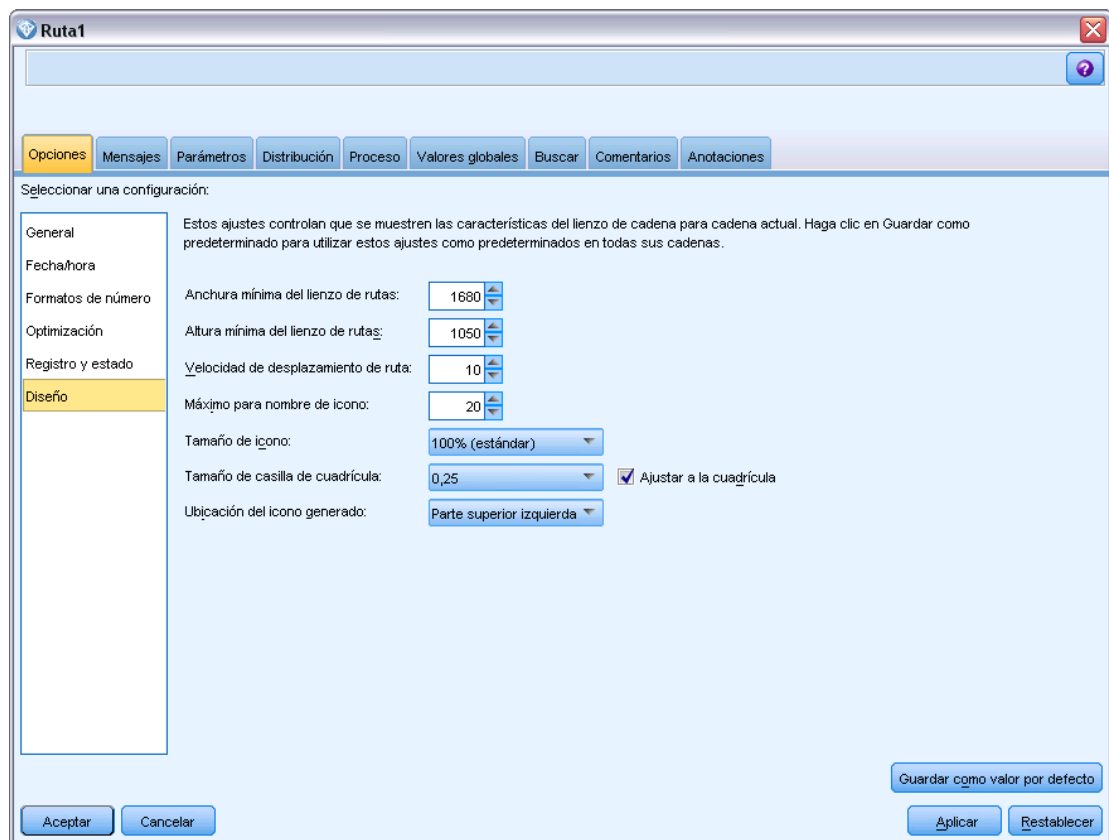 Ruta1
?
Opciones Mensajes Parámetros Distribución Proceso Valores globales Buscar Comentarios Anotaciones
Seleccionar una configuración:
General
Fecha/hora
Formatos de número
Optimización
Registro y estado
Diseño
Estos ajustes controlan que se muestren las características del lienzo de cadena para cadena actual. Haga clic en Guardar como
predeterminado para utilizar estos ajustes como predeterminados en todas sus cadenas.
Anchura mínima del lienzo de rutas: 1680
Altura mínima del lienzo de rutas: 1050
Velocidad de desplazamiento de ruta: 10
Máximo para nombre de icono: 20
Tamaño de icono: 100% (estándar)
Tamaño de casilla de cuadrícula: 0,25 Ajustar a la cuadrícula
Ubicación del icono generado: Parte superior izquierda
Guardar como valor por defecto
Aceptar Cancelar Aplicar Restablecer